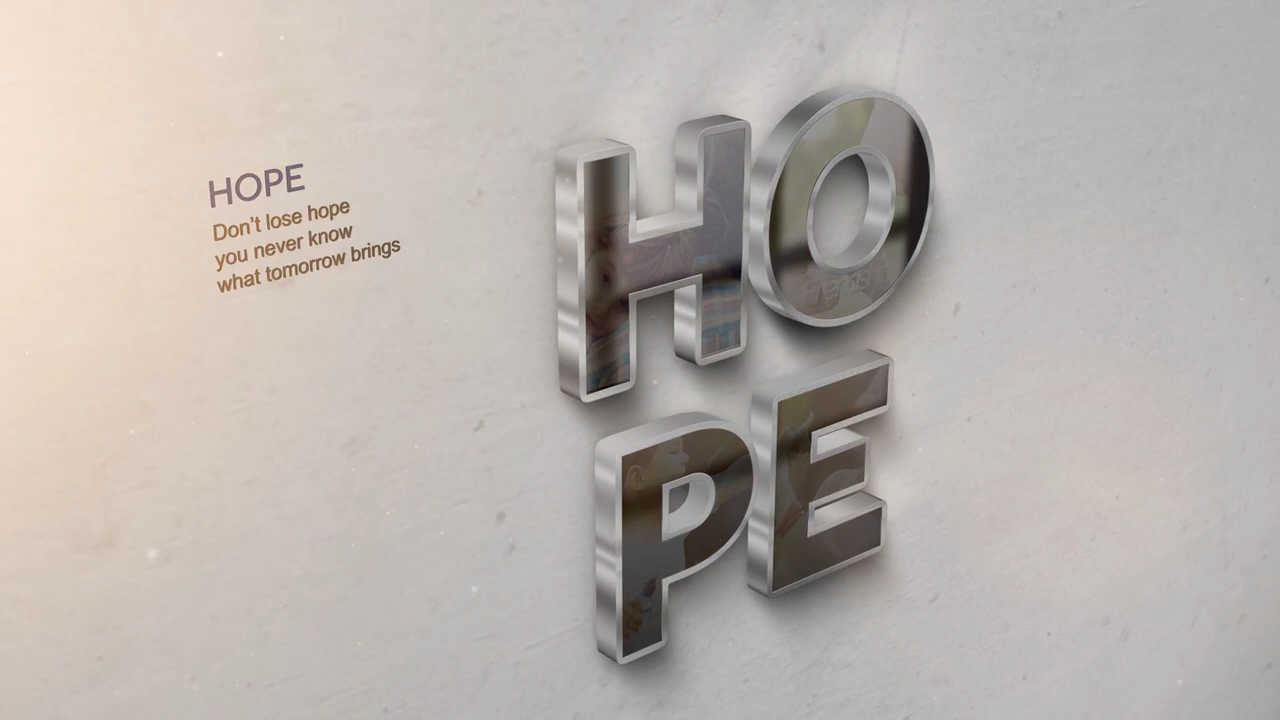 HOPE
Don't lose hope
you never know
what tomorrow brings
HO
PE